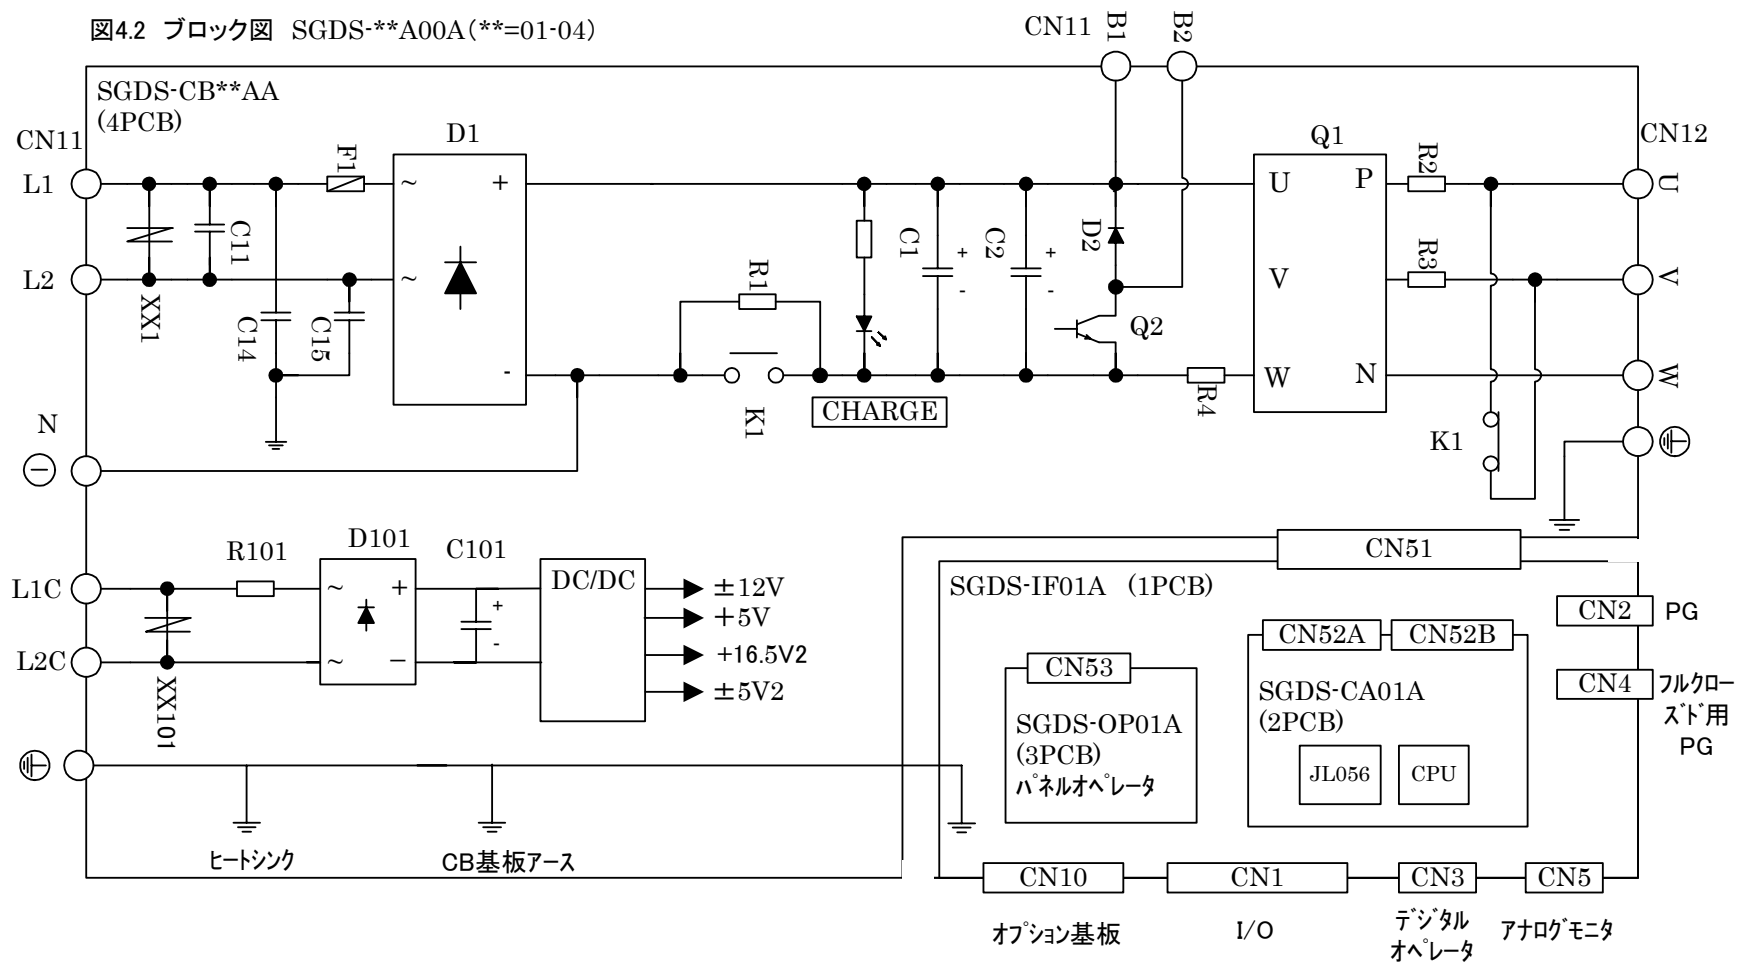 図4.2 ブロック図 SGDS-**A00A(**=01-04)
CN11
B1
B2
SGDS-CB**AA
(4PCB)
CN11
D1
Q1
CN12
L1
F1
~
+
U
P
R2
U
C11
C1
+
-
C2
+
-
D2
L2
~
V
R3
V
XX1
C14
C15
R1
Q2
-
W
N
W
K1
CHARGE
R4
K1
N
R101
D101
C101
DC/DC
±12V
+5V
+16.5V2
±5V2
L1C
~
+
+
-
L2C
~
−
XX101
CN51
SGDS-IF01A (1PCB)
CN2
PG
CN52A
CN52B
CN53
CN4
フルクロー
ズド用
PG
SGDS-CA01A
(2PCB)
SGDS-OP01A
(3PCB)
パネルオペレータ
JL056
CPU
ヒートシンク
CB基板アース
CN10
CN1
CN3
CN5
オプション基板
I/O
デジタル
オペレータ
アナログモニタ